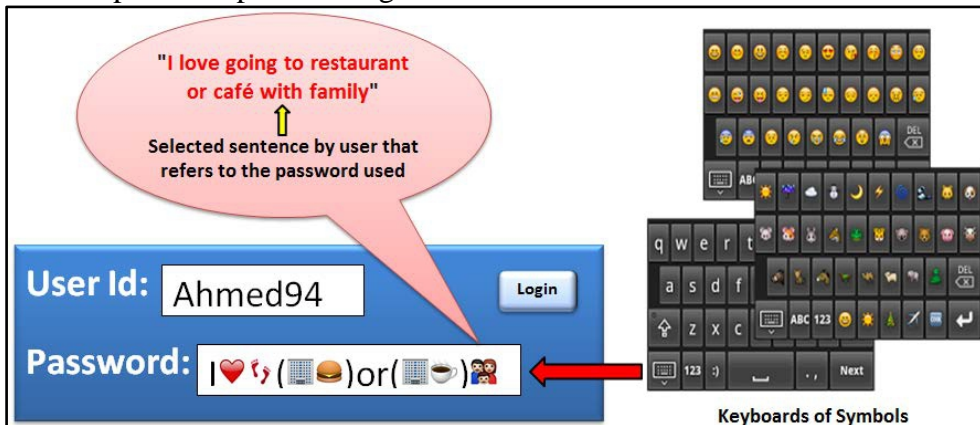 "I love going to restaurant
or café with family"
Selected sentence by user that
refers to the password used
User Id: Ahmed94
Login
Password: I❤️👣(🏢🍔)or(🏢☕)👪
DEL
ABC
q w e r t
a s d f
z x c
123 :) . , Next
DEL
ABC 123
Keyboards of Symbols